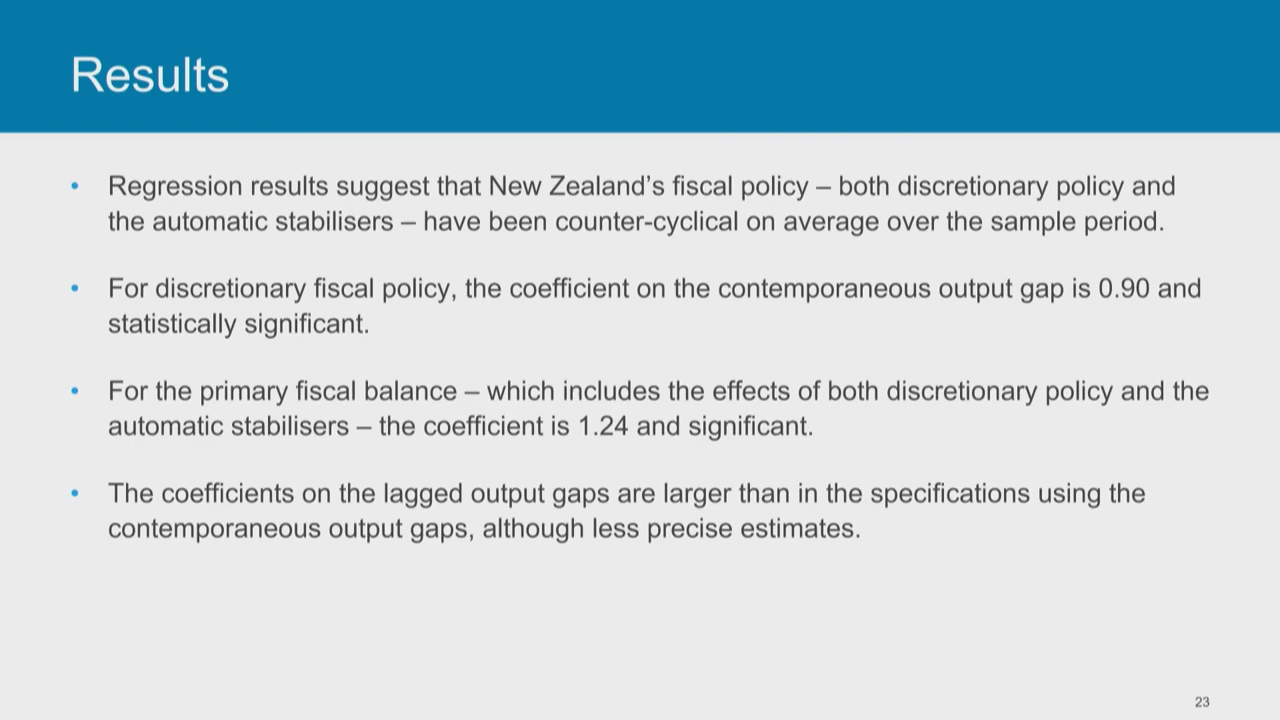 Results
• Regression results suggest that New Zealand’s fiscal policy – both discretionary policy and
the automatic stabilisers – have been counter-cyclical on average over the sample period.
• For discretionary fiscal policy, the coefficient on the contemporaneous output gap is 0.90 and
statistically significant.
• For the primary fiscal balance – which includes the effects of both discretionary policy and the
automatic stabilisers – the coefficient is 1.24 and significant.
• The coefficients on the lagged output gaps are larger than in the specifications using the
contemporaneous output gaps, although less precise estimates.
23